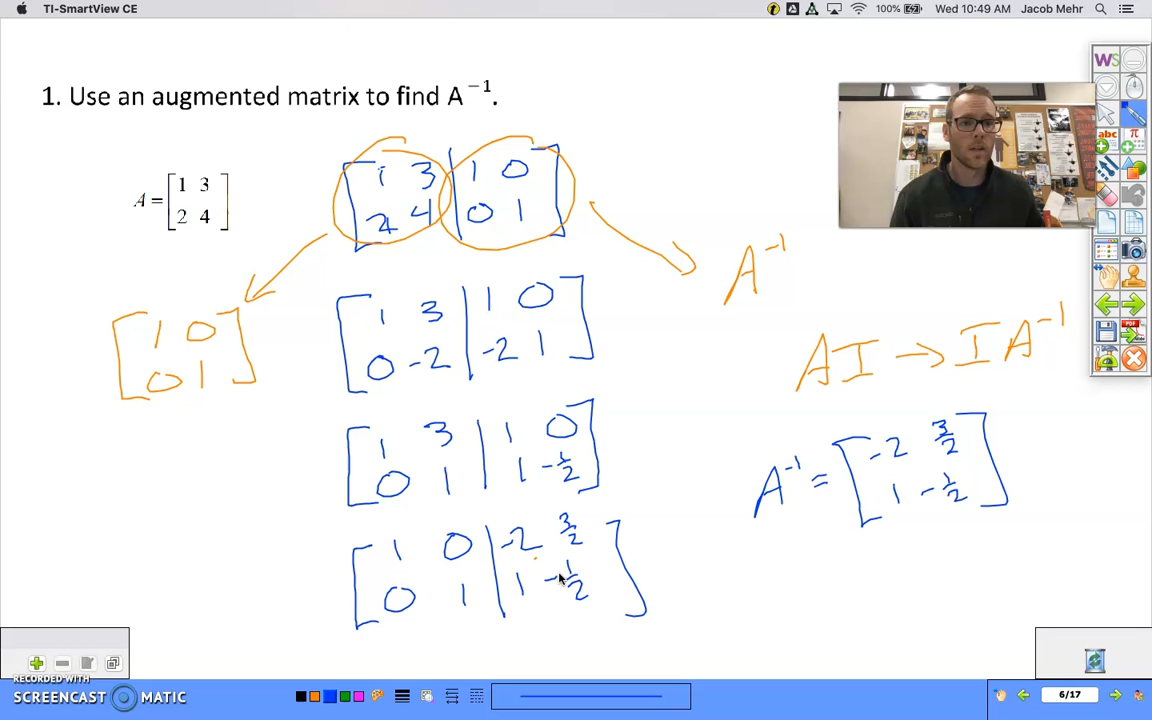 TI-SmartView CE
100%
Wed 10:49 AM
Jacob Mehr
1. Use an augmented matrix to find A⁻¹.
A = [1 3
2 4]
[1 3 | 1 0]
[2 4 | 0 1]
A⁻¹
[1 0]
[0 1]
[1 3 | 1 0]
[0 -2 | -2 1]
AI → IA⁻¹
[1 3 | 1 0]
[0 1 | 1 -1/2]
A⁻¹ = [-2 3/2]
[1 -1/2]
[1 0 | -2 3/2]
[0 1 | 1 -1/2]
WS
abc
π
PDF
RECORDED WITH
SCREENCAST MATIC
6/17